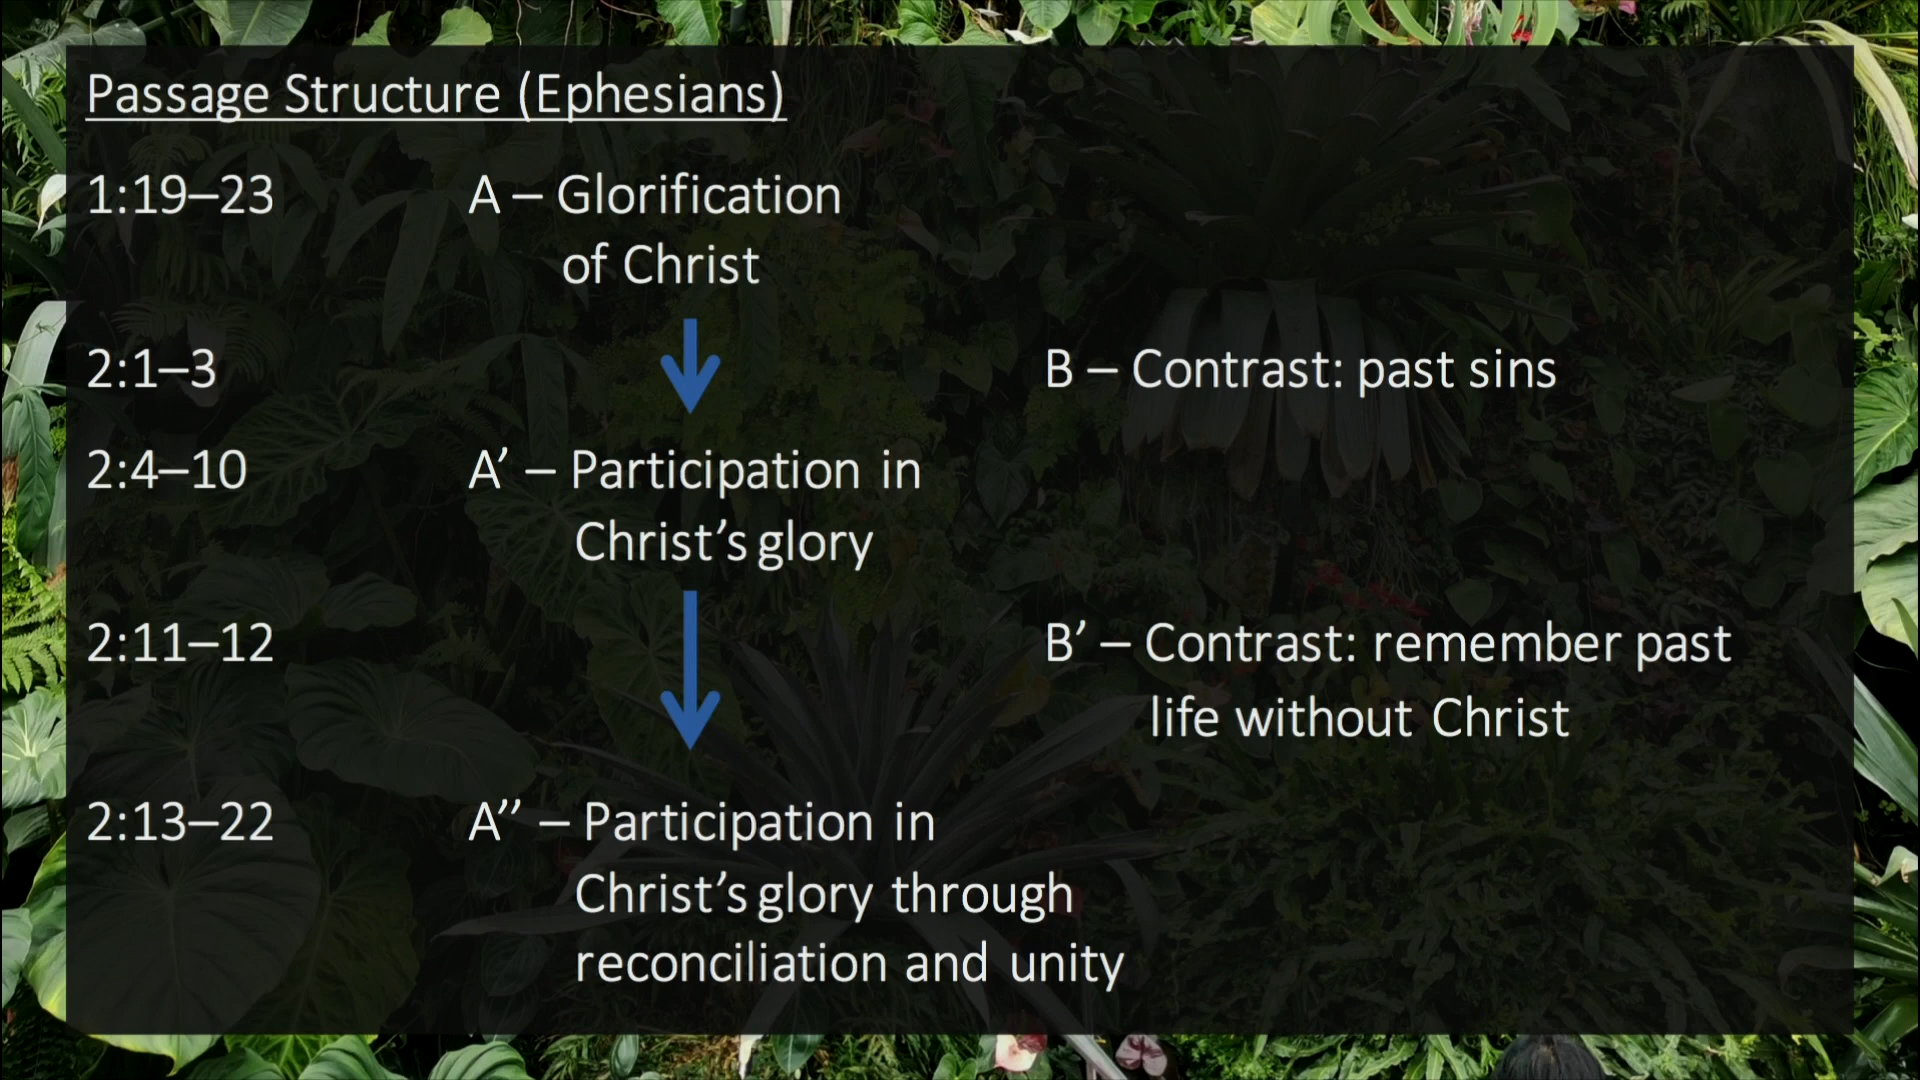 Passage Structure (Ephesians)
1:19–23 A – Glorification
of Christ
2:1–3 B – Contrast: past sins
2:4–10 A’ – Participation in
Christ’s glory
2:11–12 B’ – Contrast: remember past
life without Christ
2:13–22 A’’ – Participation in
Christ’s glory through
reconciliation and unity